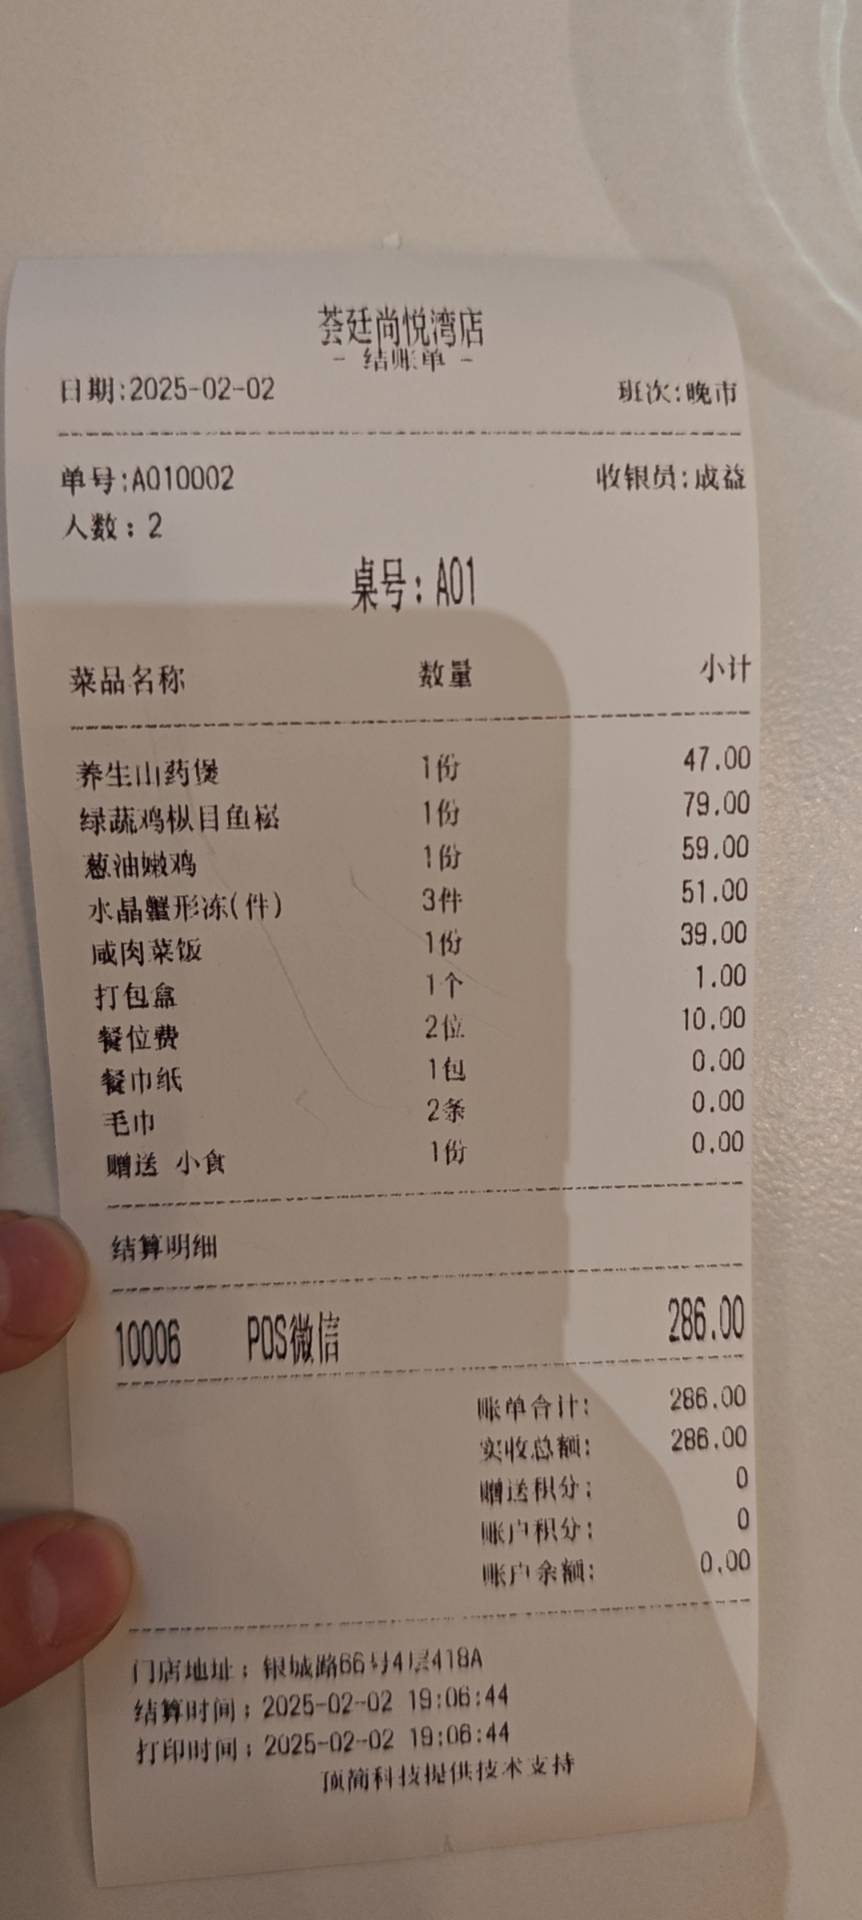 荟廷尚悦湾店
- 结账单 -
日期:2025-02-02 班次:晚市
单号:A010002 收银员:成益
人数：2
桌号：A01
菜品名称 数量 小计
养生山药煲 1份 47.00
绿蔬鸡枞目鱼崧 1份 79.00
葱油嫩鸡 1份 59.00
水晶蟹形冻(件) 3件 51.00
咸肉菜饭 1份 39.00
打包盒 1个 1.00
餐位费 2位 10.00
餐巾纸 1包 0.00
毛巾 2条 0.00
赠送 小食 1份 0.00
结算明细
10006 POS微信 286.00
账单合计: 286.00
实收总额: 286.00
赠送积分: 0
账户积分: 0
账户余额: 0.00
门店地址：银城路66号4层418A
结算时间：2025-02-02 19:06:44
打印时间：2025-02-02 19:06:44
顶简科技提供技术支持